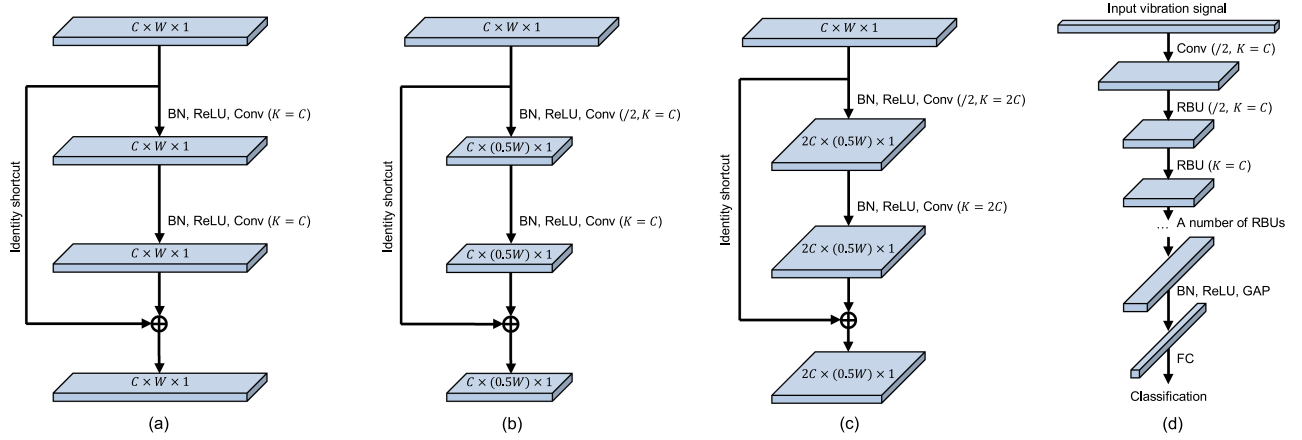 C × W × 1
BN, ReLU, Conv (K = C)
C × W × 1
Identity shortcut
BN, ReLU, Conv (K = C)
C × W × 1
C × W × 1
(a)
C × W × 1
BN, ReLU, Conv (/2, K = C)
C × (0.5W) × 1
Identity shortcut
BN, ReLU, Conv (K = C)
C × (0.5W) × 1
C × (0.5W) × 1
(b)
C × W × 1
BN, ReLU, Conv (/2, K = 2C)
2C × (0.5W) × 1
Identity shortcut
BN, ReLU, Conv (K = 2C)
2C × (0.5W) × 1
2C × (0.5W) × 1
(c)
Input vibration signal
Conv (/2, K = C)
RBU (/2, K = C)
RBU (K = C)
... A number of RBUs
BN, ReLU, GAP
FC
Classification
(d)